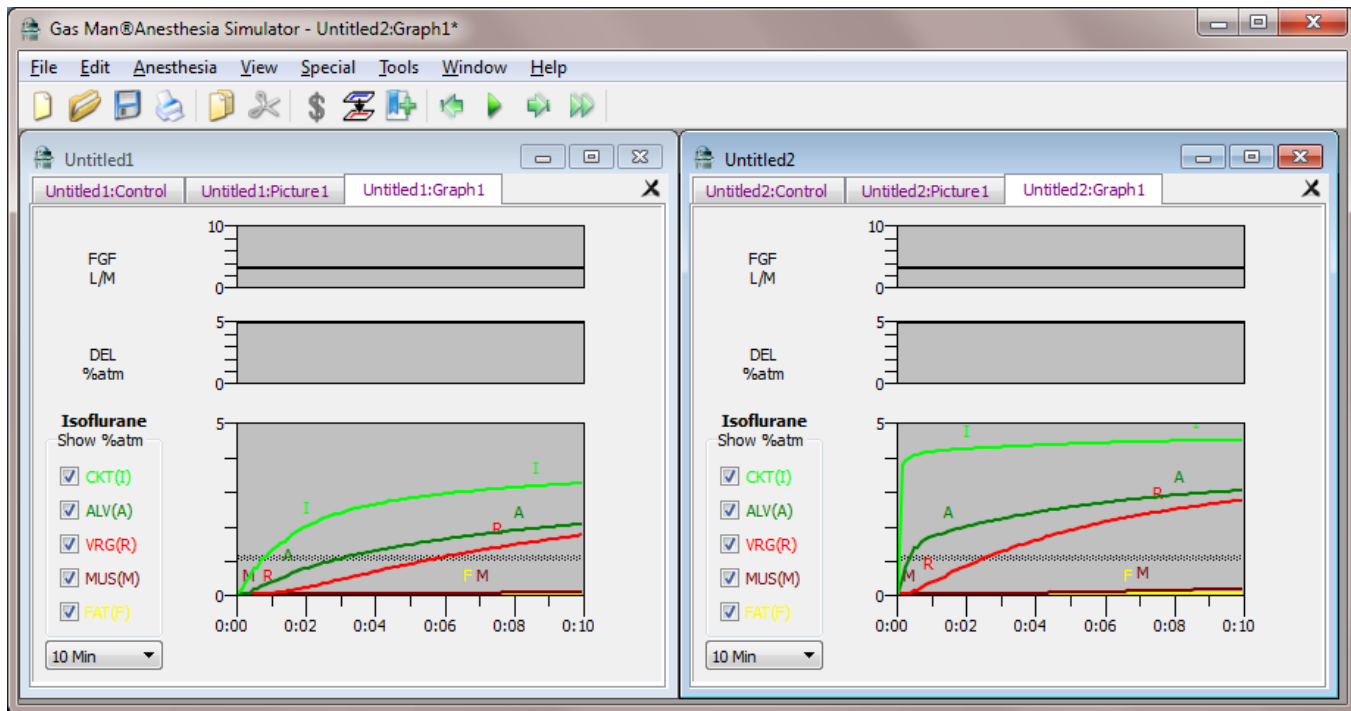 Gas Man®Anesthesia Simulator - Untitled2:Graph1*
File Edit Anesthesia View Special Tools Window Help
$
Untitled1
Untitled1:Control Untitled1:Picture1 Untitled1:Graph1
10
FGF
L/M
0
5
DEL
%atm
0
Isoflurane
Show %atm
CKT(I)
ALV(A)
VRG(R)
MUS(M)
FAT(F)
5
0
I
I
A
A
R
M
R
F
M
0:00 0:02 0:04 0:06 0:08 0:10
10 Min
Untitled2
Untitled2:Control Untitled2:Picture1 Untitled2:Graph1
10
FGF
L/M
0
5
DEL
%atm
0
Isoflurane
Show %atm
CKT(I)
ALV(A)
VRG(R)
MUS(M)
FAT(F)
5
0
I
I
A
A
R
R
M
F
M
0:00 0:02 0:04 0:06 0:08 0:10
10 Min